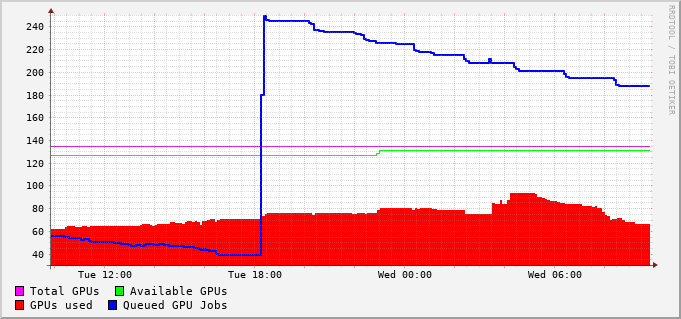 240
220
200
180
160
140
120
100
80
60
40
Tue 12:00 Tue 18:00 Wed 00:00 Wed 06:00
Total GPUs Available GPUs
GPUs used Queued GPU Jobs
RRDTOOL / TOBI OETIKER